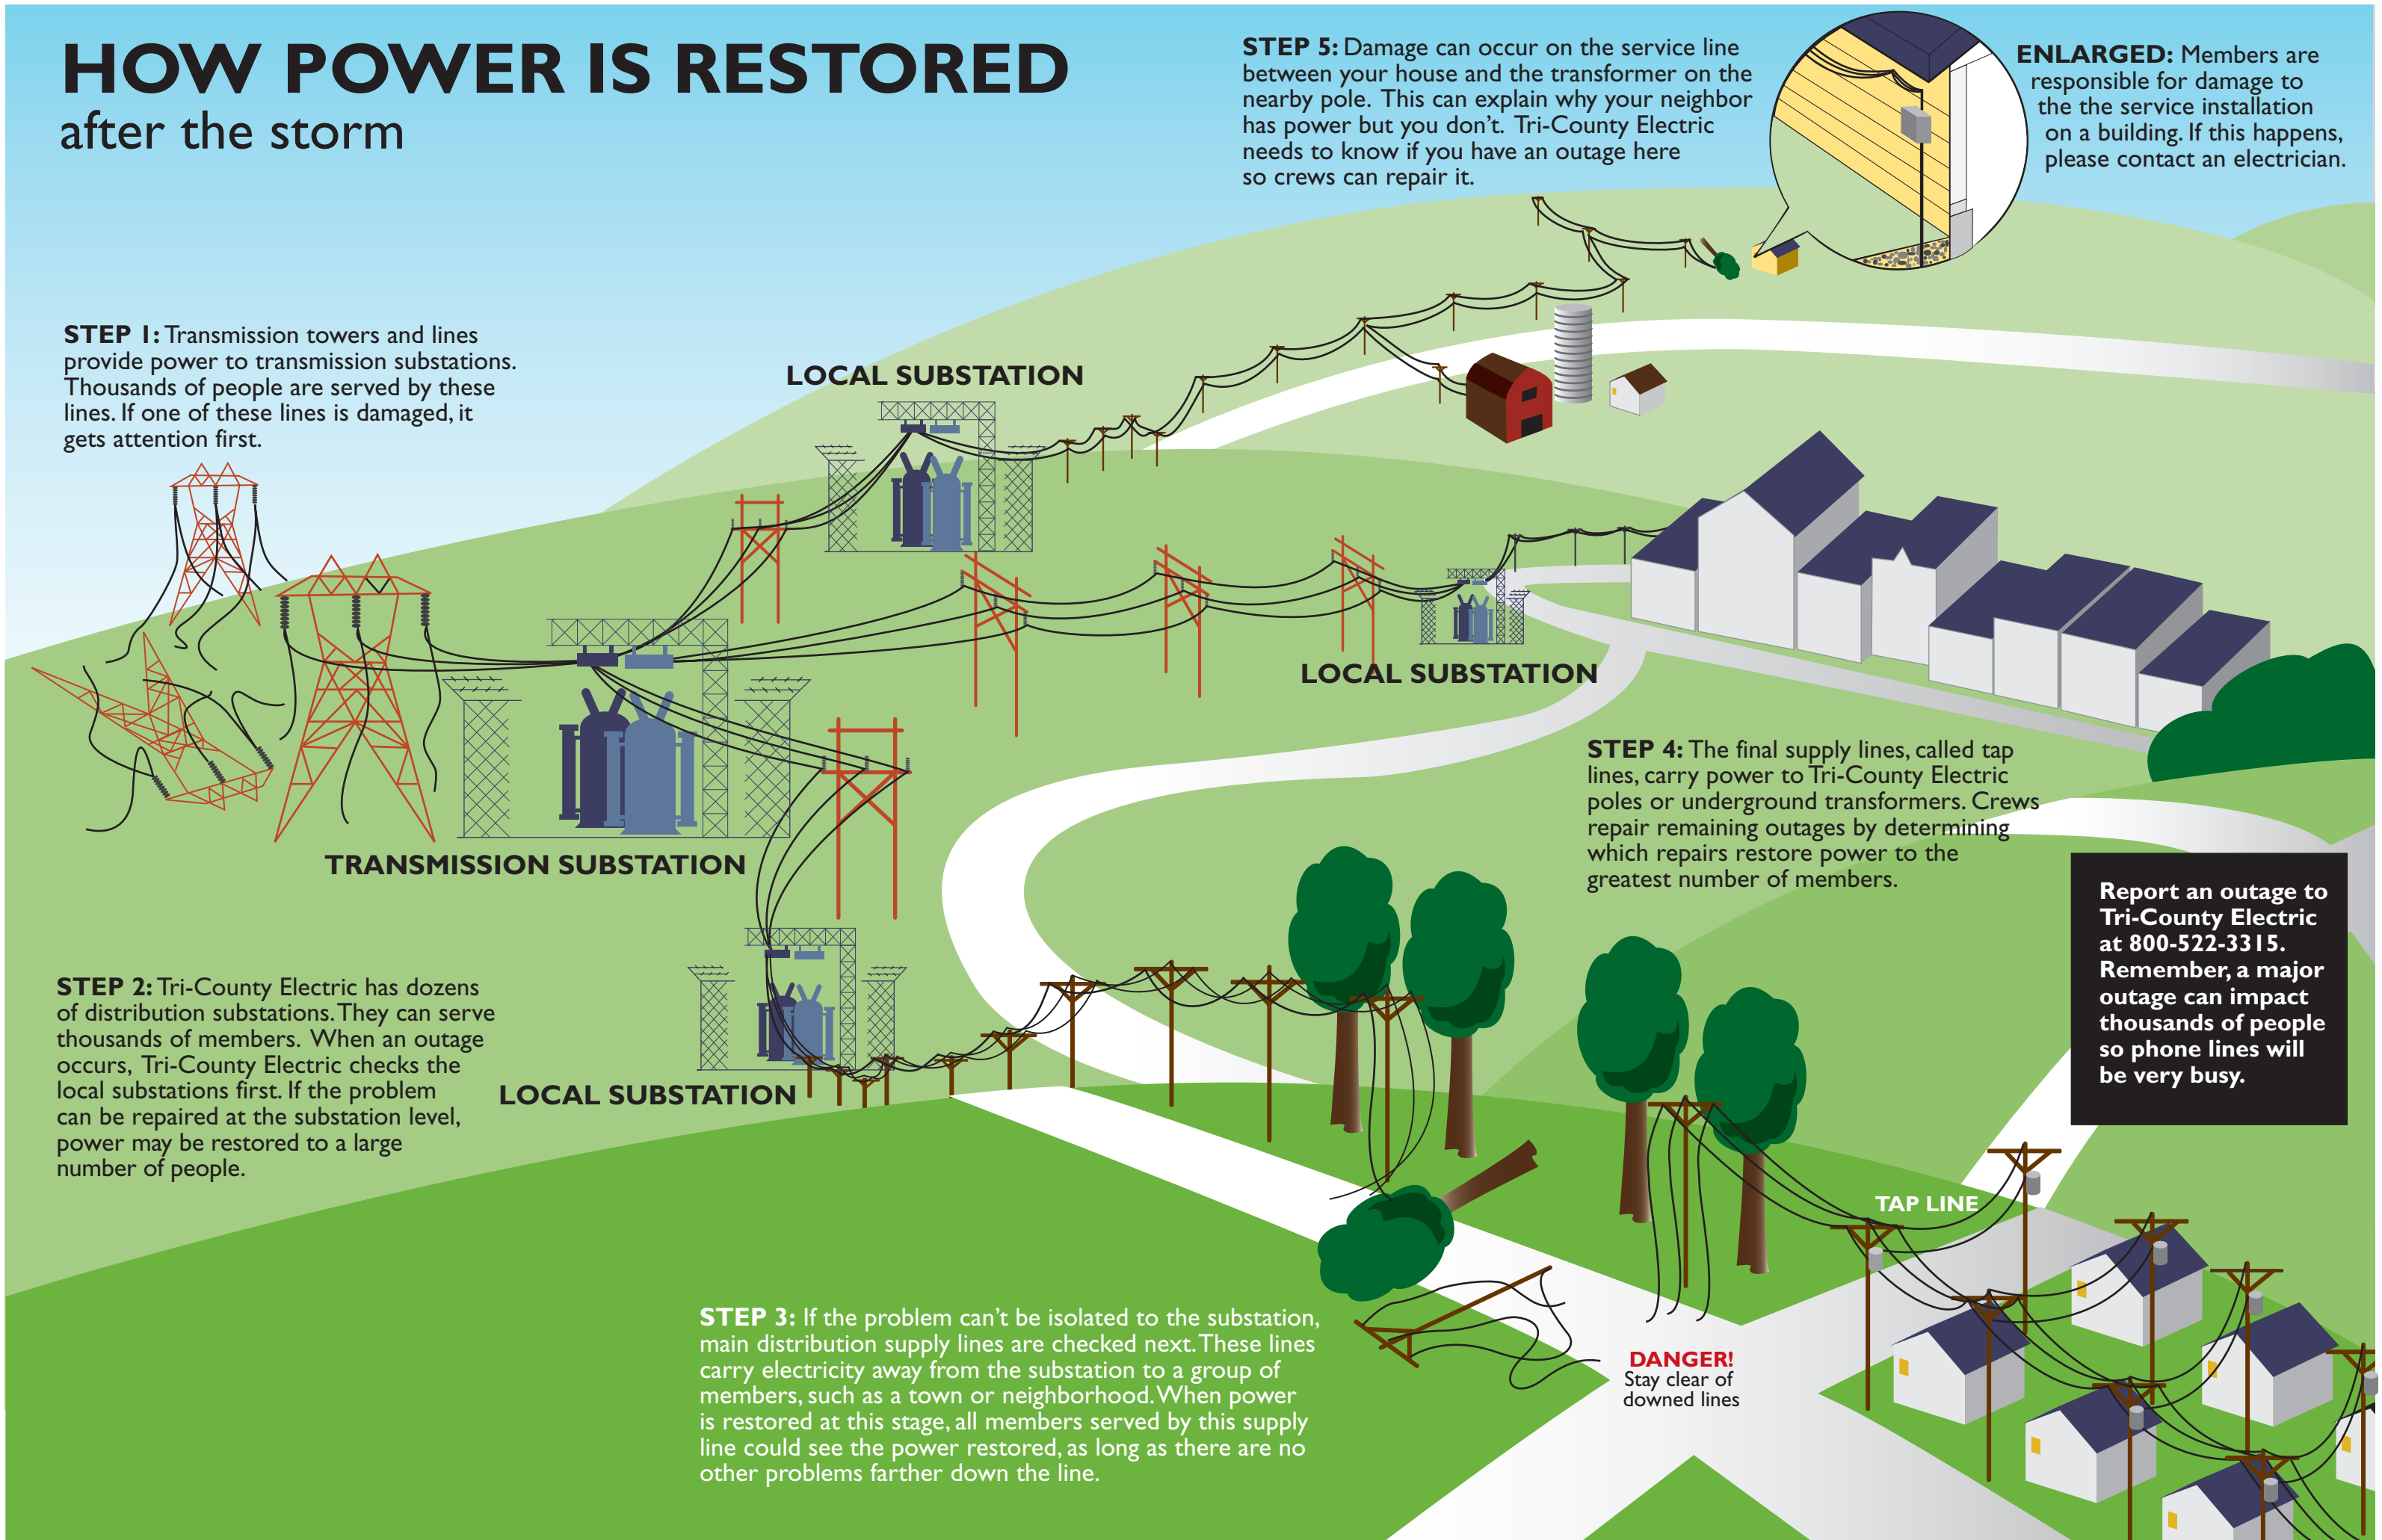 HOW POWER IS RESTORED
after the storm
STEP 1: Transmission towers and lines
provide power to transmission substations.
Thousands of people are served by these
lines. If one of these lines is damaged, it
gets attention first.
STEP 5: Damage can occur on the service line
between your house and the transformer on the
nearby pole. This can explain why your neighbor
has power but you don't. Tri-County Electric
needs to know if you have an outage here
so crews can repair it.
ENLARGED: Members are
responsible for damage to
the the service installation
on a building. If this happens,
please contact an electrician.
LOCAL SUBSTATION
LOCAL SUBSTATION
TRANSMISSION SUBSTATION
STEP 4: The final supply lines, called tap
lines, carry power to Tri-County Electric
poles or underground transformers. Crews
repair remaining outages by determining
which repairs restore power to the
greatest number of members.
Report an outage to
Tri-County Electric
at 800-522-3315.
Remember, a major
outage can impact
thousands of people
so phone lines will
be very busy.
STEP 2: Tri-County Electric has dozens
of distribution substations. They can serve
thousands of members. When an outage
occurs, Tri-County Electric checks the
local substations first. If the problem
can be repaired at the substation level,
power may be restored to a large
number of people.
LOCAL SUBSTATION
TAP LINE
STEP 3: If the problem can't be isolated to the substation,
main distribution supply lines are checked next. These lines
carry electricity away from the substation to a group of
members, such as a town or neighborhood. When power
is restored at this stage, all members served by this supply
line could see the power restored, as long as there are no
other problems farther down the line.
DANGER!
Stay clear of
downed lines